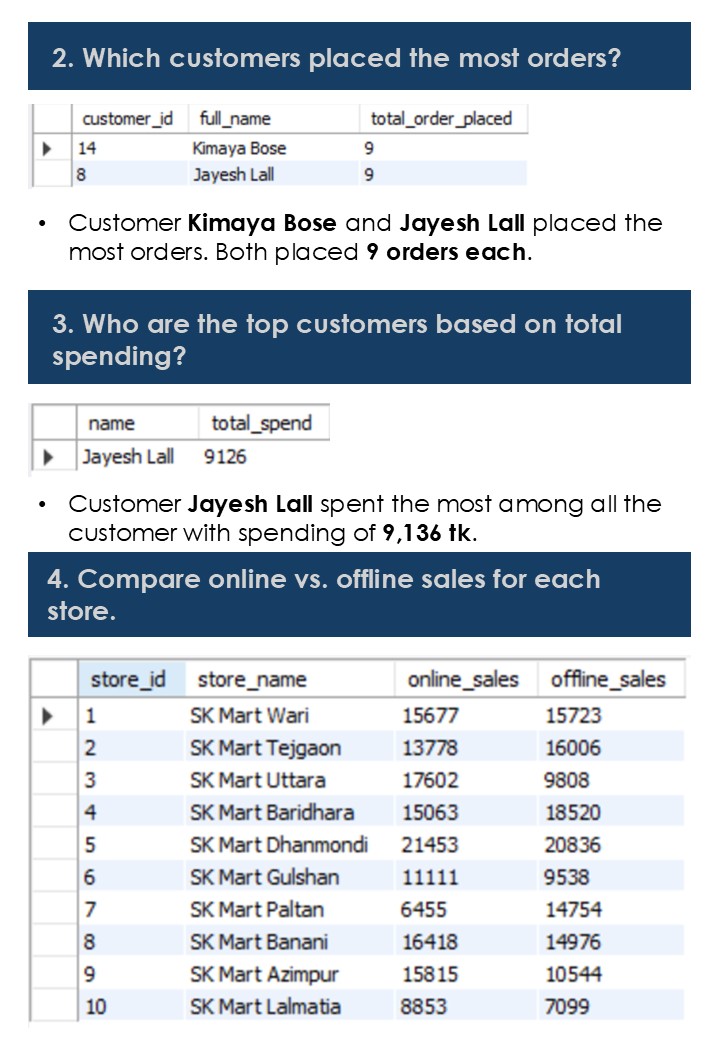 2. Which customers placed the most orders?
customer_id full_name total_order_placed
14 Kimaya Bose 9
8 Jayesh Lall 9
• Customer Kimaya Bose and Jayesh Lall placed the
most orders. Both placed 9 orders each.
3. Who are the top customers based on total
spending?
name total_spend
Jayesh Lall 9126
• Customer Jayesh Lall spent the most among all the
customer with spending of 9,136 tk.
4. Compare online vs. offline sales for each
store.
store_id store_name online_sales offline_sales
1 SK Mart Wari 15677 15723
2 SK Mart Tejgaon 13778 16006
3 SK Mart Uttara 17602 9808
4 SK Mart Baridhara 15063 18520
5 SK Mart Dhanmondi 21453 20836
6 SK Mart Gulshan 11111 9538
7 SK Mart Paltan 6455 14754
8 SK Mart Banani 16418 14976
9 SK Mart Azimpur 15815 10544
10 SK Mart Lalmatia 8853 7099